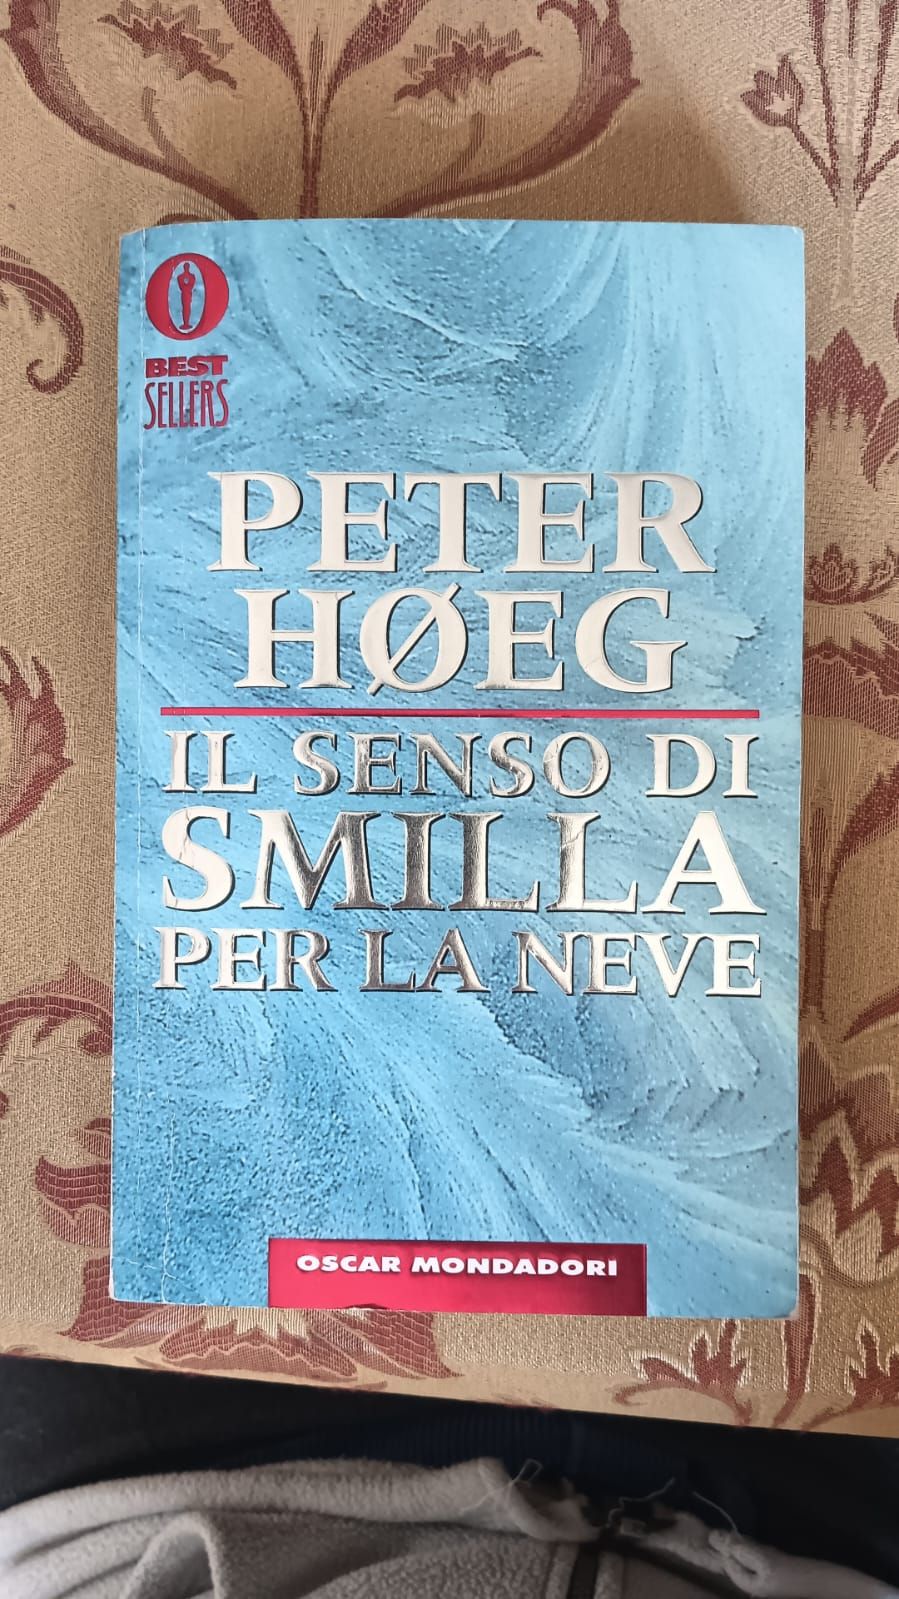 BEST
SELLERS
PETER
HØEG
IL SENSO DI
SMILLA
PER LA NEVE
OSCAR MONDADORI